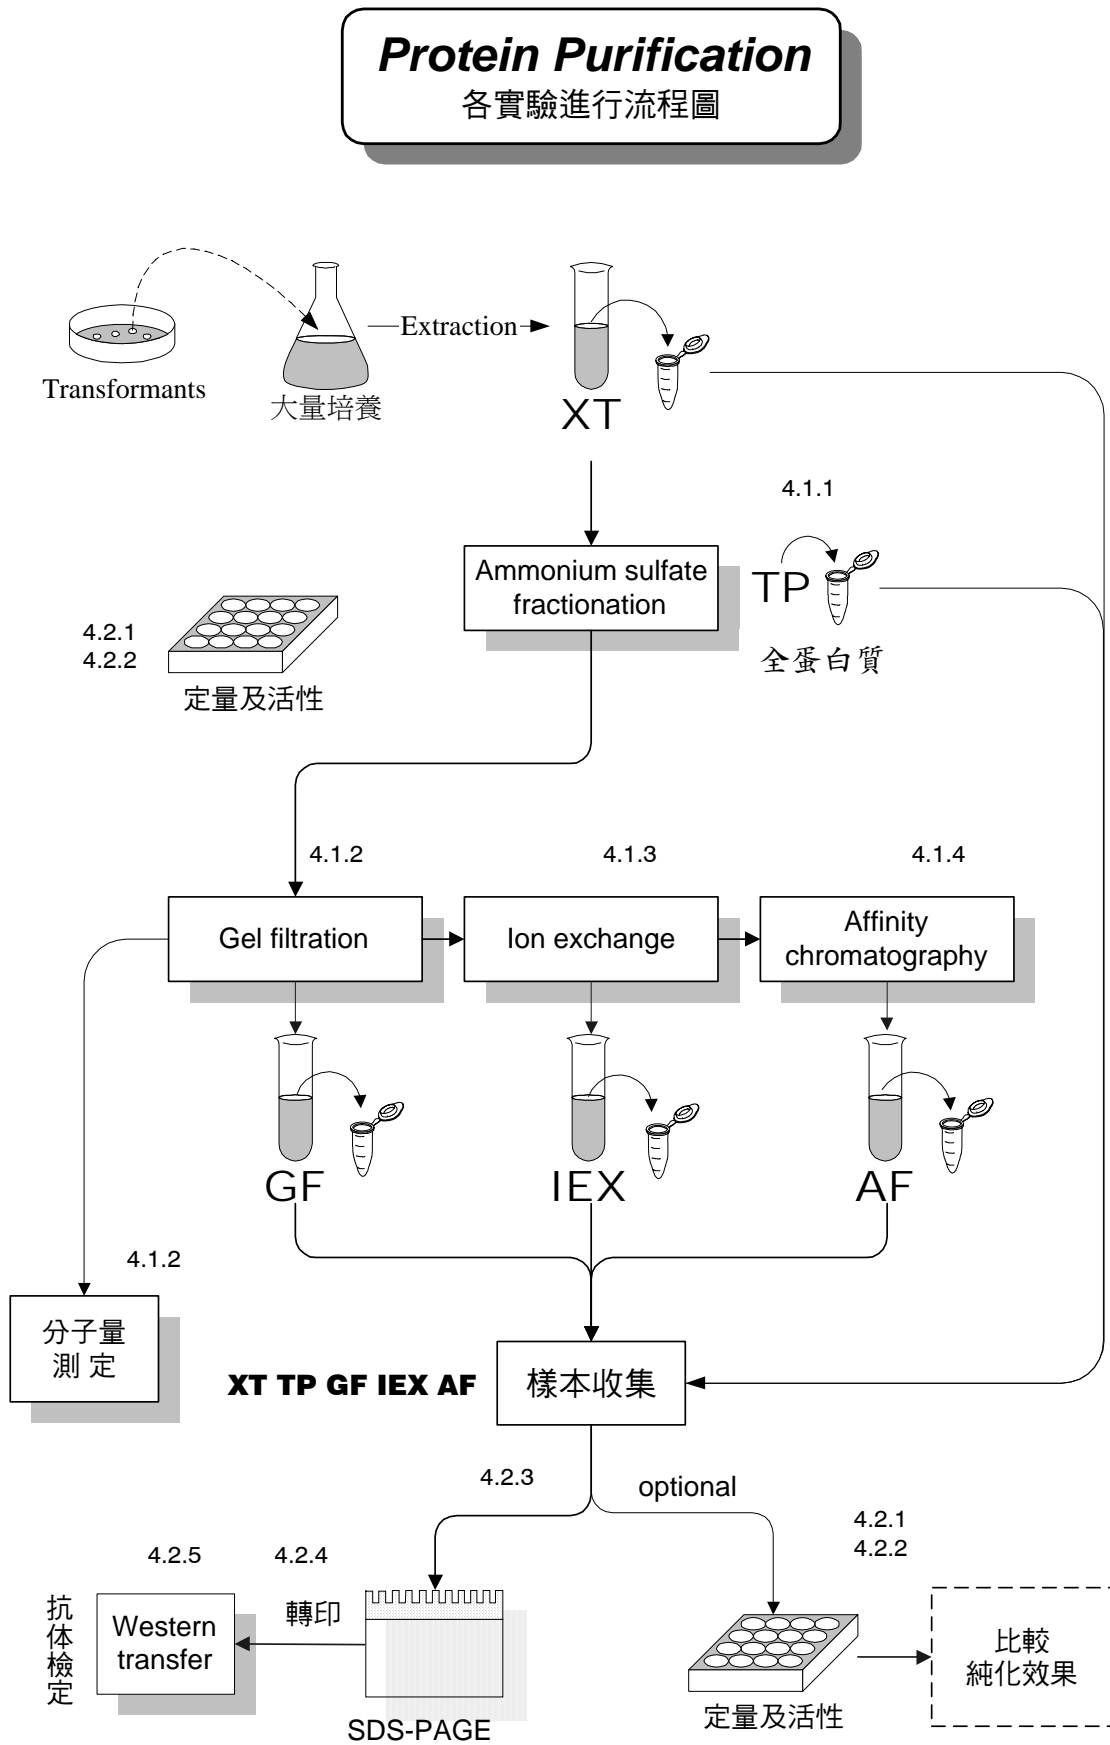 Protein Purification
各實驗進行流程圖
Extraction
Transformants
大量培養
XT
4.1.1
Ammonium sulfate
fractionation
TP
全蛋白質
4.2.1
4.2.2
定量及活性
4.1.2
4.1.3
4.1.4
Gel filtration
Ion exchange
Affinity
chromatography
GF
IEX
AF
4.1.2
分子量
測 定
XT TP GF IEX AF
樣本收集
4.2.3
optional
4.2.1
4.2.2
4.2.5
4.2.4
抗体檢定
Western
transfer
轉印
SDS-PAGE
定量及活性
比較
純化效果